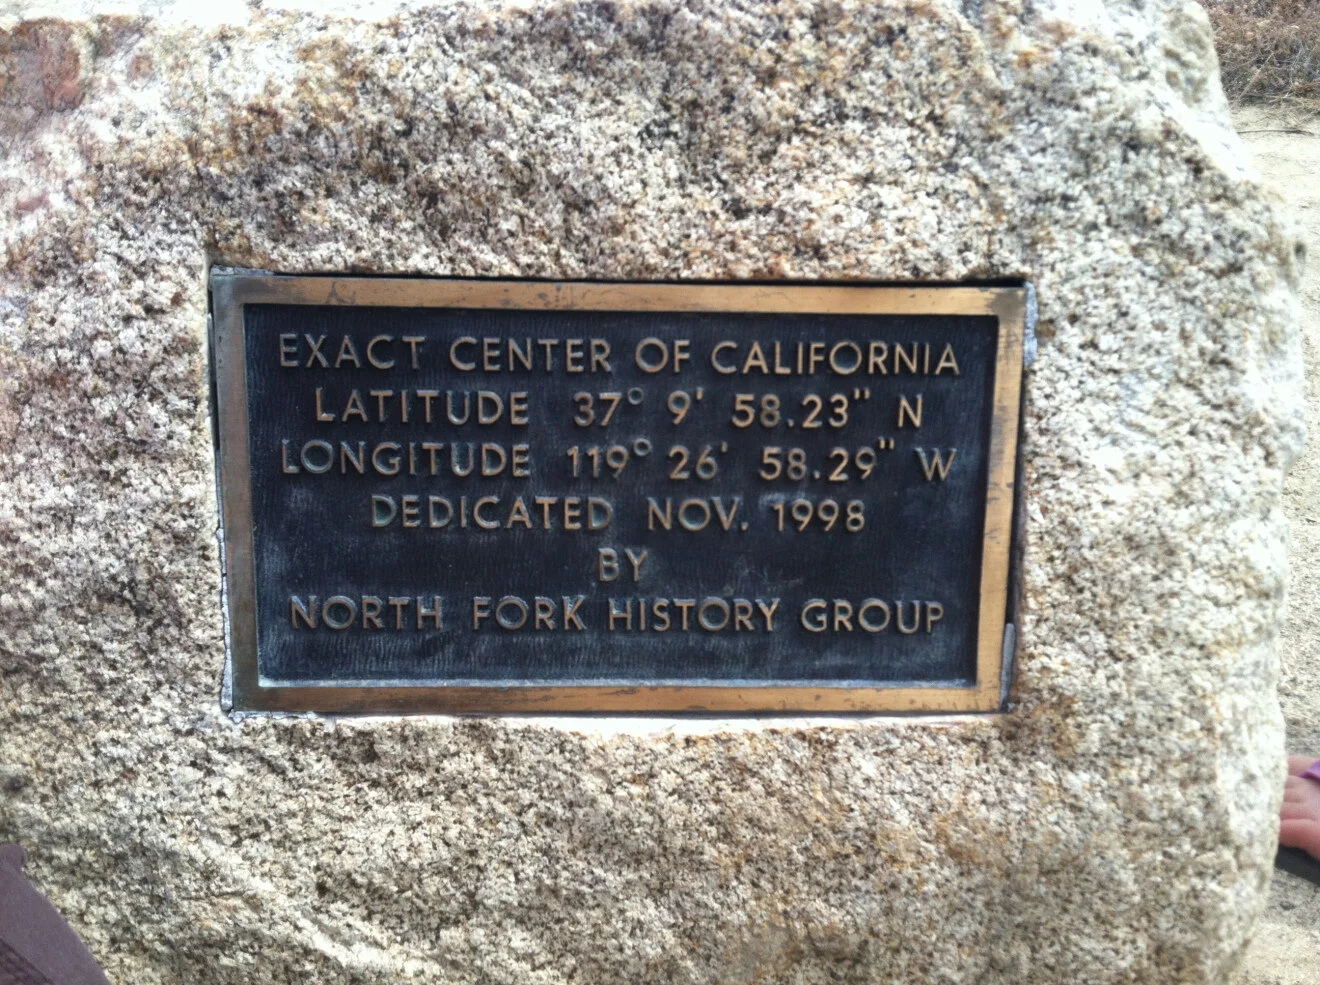 EXACT CENTER OF CALIFORNIA
LATITUDE 37° 9' 58.23" N
LONGITUDE 119° 26' 58.29" W
DEDICATED NOV. 1998
BY
NORTH FORK HISTORY GROUP